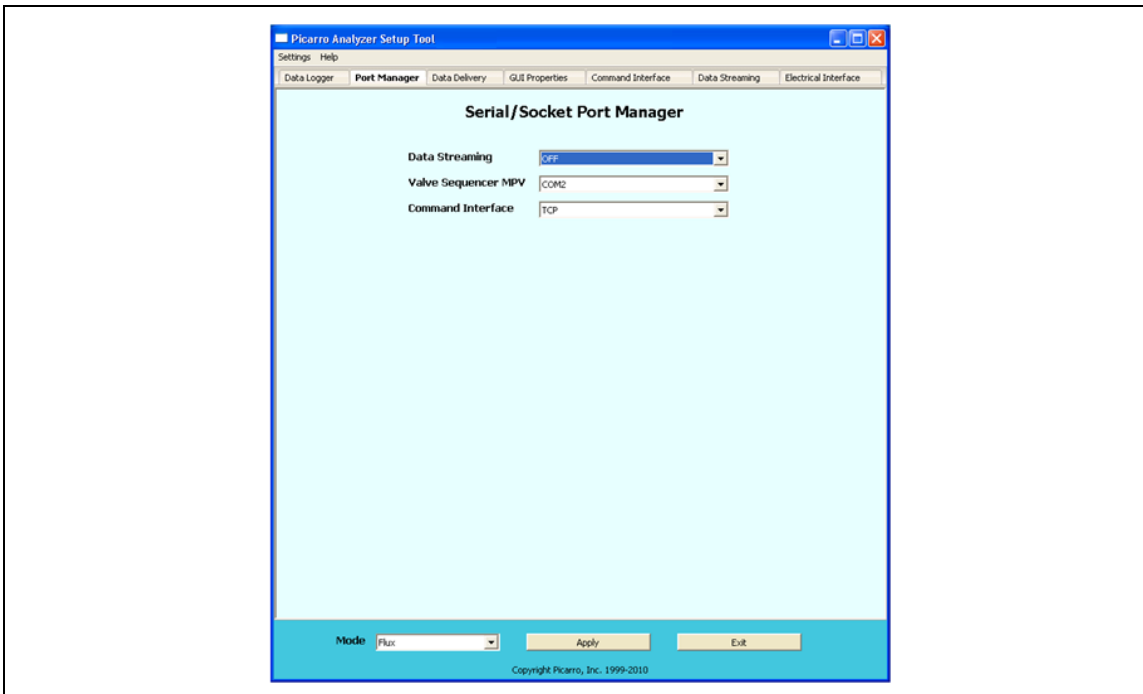 Picarro Analyzer Setup Tool
Settings Help
Data Logger Port Manager Data Delivery GUI Properties Command Interface Data Streaming Electrical Interface
Serial/Socket Port Manager
Data Streaming OFF
Valve Sequencer MPV COM2
Command Interface TCP
Mode Flux Apply Exit
Copyright Picarro, Inc. 1999-2010